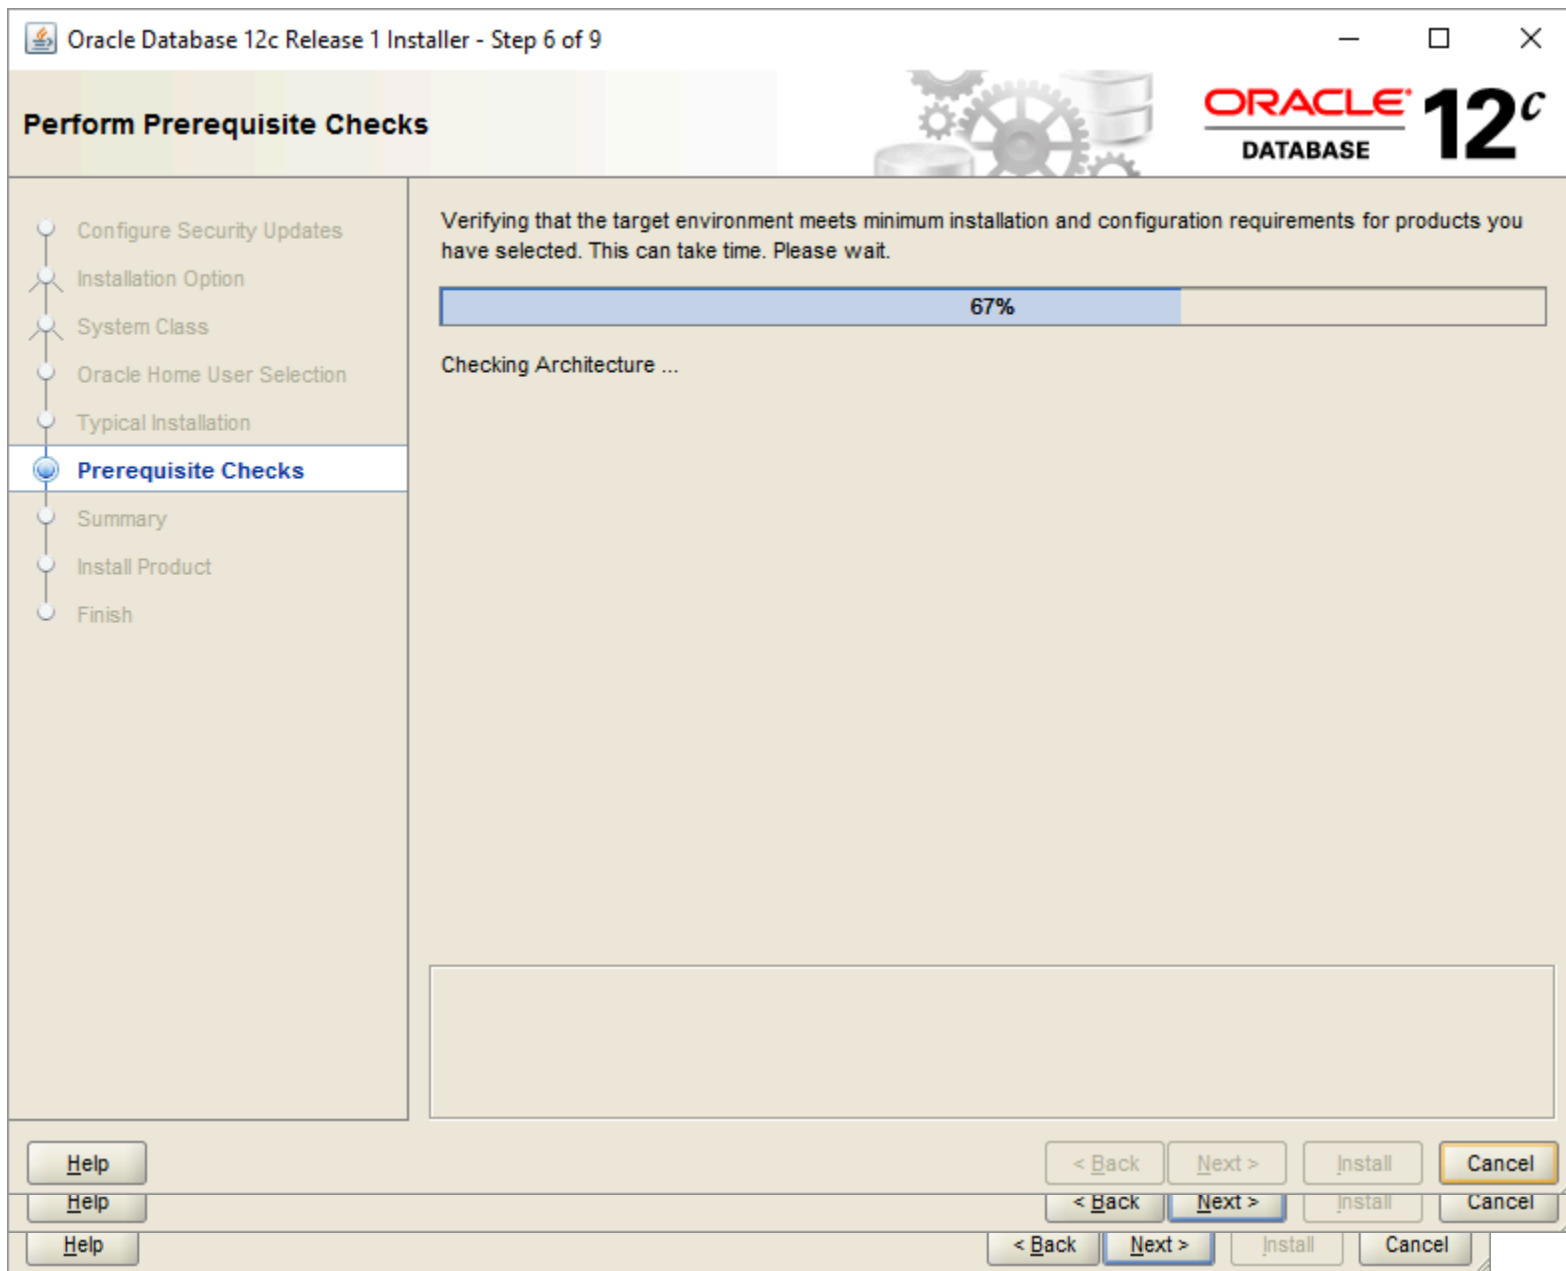 Oracle Database 12c Release 1 Installer - Step 6 of 9
Perform Prerequisite Checks
ORACLE
DATABASE
12c
Configure Security Updates
Installation Option
System Class
Oracle Home User Selection
Typical Installation
Prerequisite Checks
Summary
Install Product
Finish
Verifying that the target environment meets minimum installation and configuration requirements for products you
have selected. This can take time. Please wait.
67%
Checking Architecture ...
Help < Back Next > Install Cancel
Help < Back Next > Install Cancel
Help < Back Next > Install Cancel